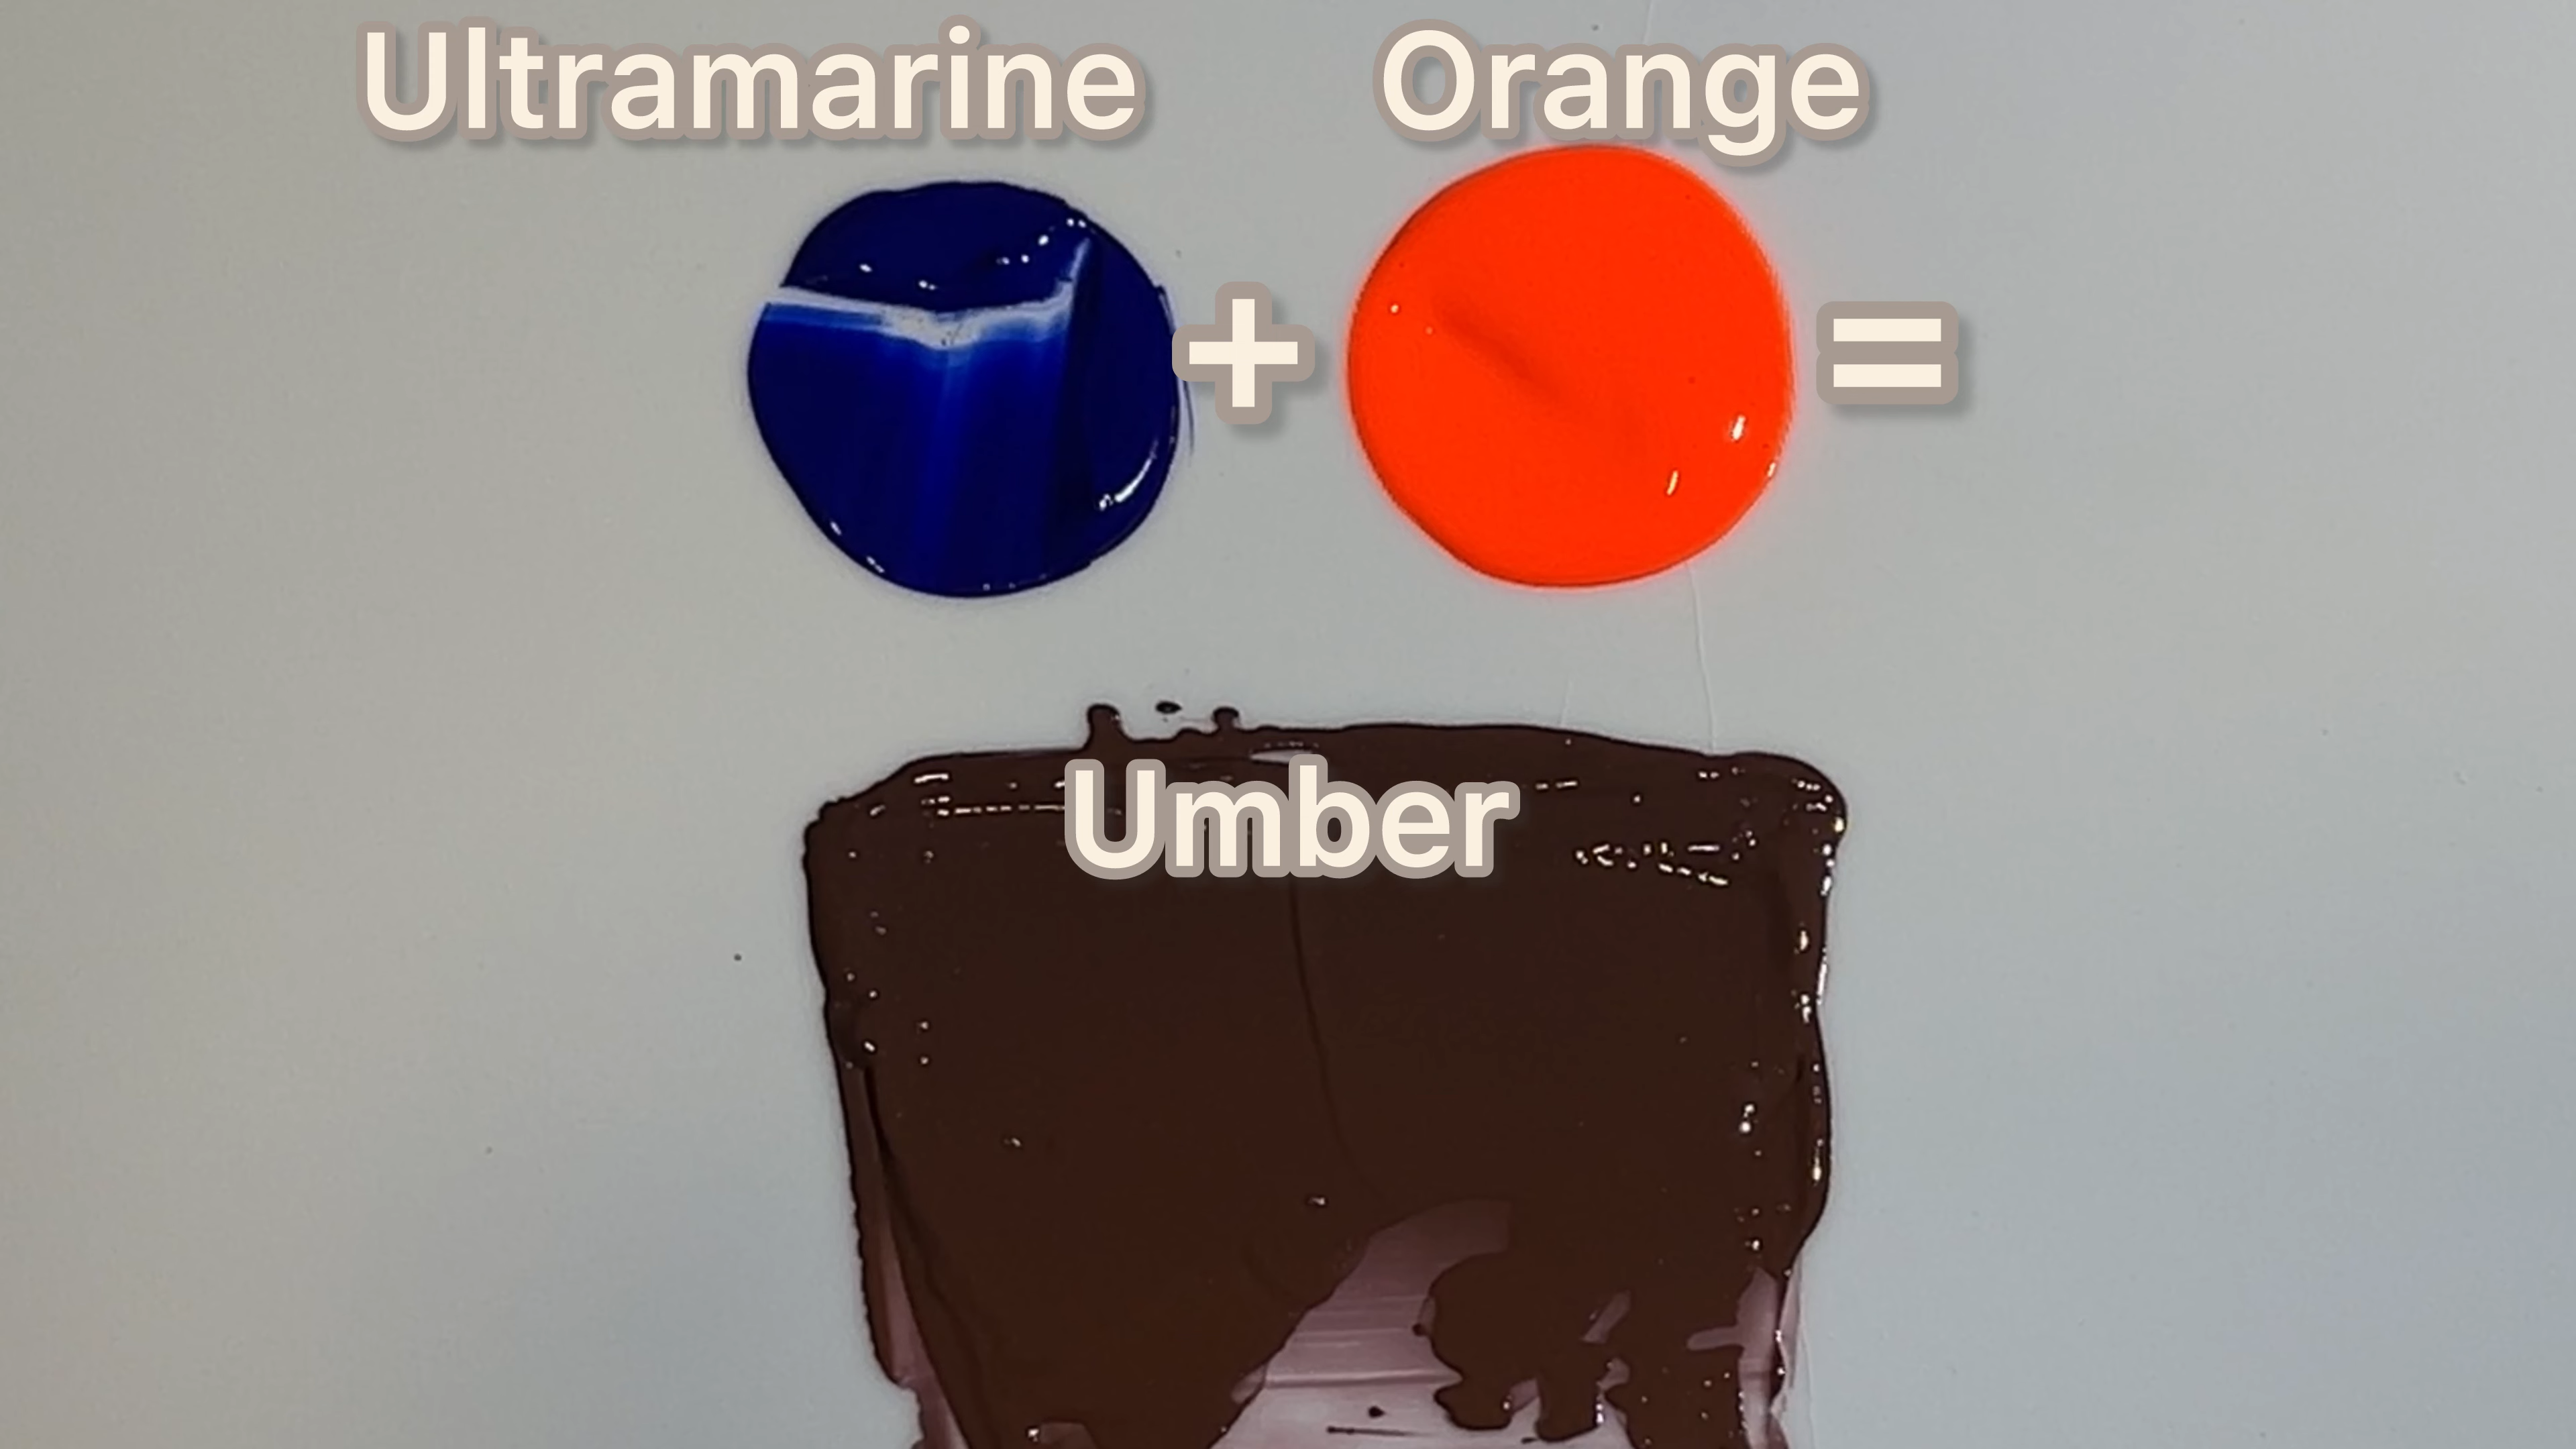 Ultramarine Orange
+ =
Umber